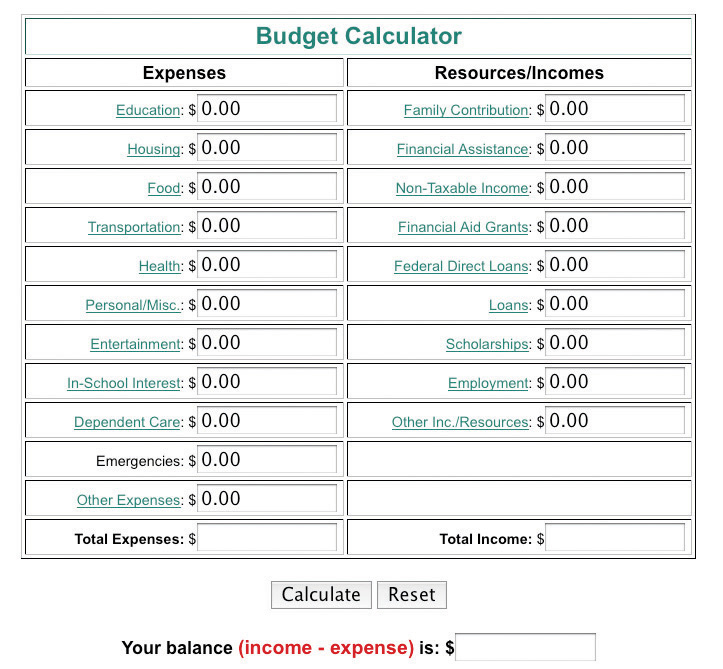 Budget Calculator
Expenses Resources/Incomes
Education: $ 0.00 Family Contribution: $ 0.00
Housing: $ 0.00 Financial Assistance: $ 0.00
Food: $ 0.00 Non-Taxable Income: $ 0.00
Transportation: $ 0.00 Financial Aid Grants: $ 0.00
Health: $ 0.00 Federal Direct Loans: $ 0.00
Personal/Misc.: $ 0.00 Loans: $ 0.00
Entertainment: $ 0.00 Scholarships: $ 0.00
In-School Interest: $ 0.00 Employment: $ 0.00
Dependent Care: $ 0.00 Other Inc./Resources: $ 0.00
Emergencies: $ 0.00
Other Expenses: $ 0.00
Total Expenses: $ Total Income: $
Calculate Reset
Your balance (income - expense) is: $